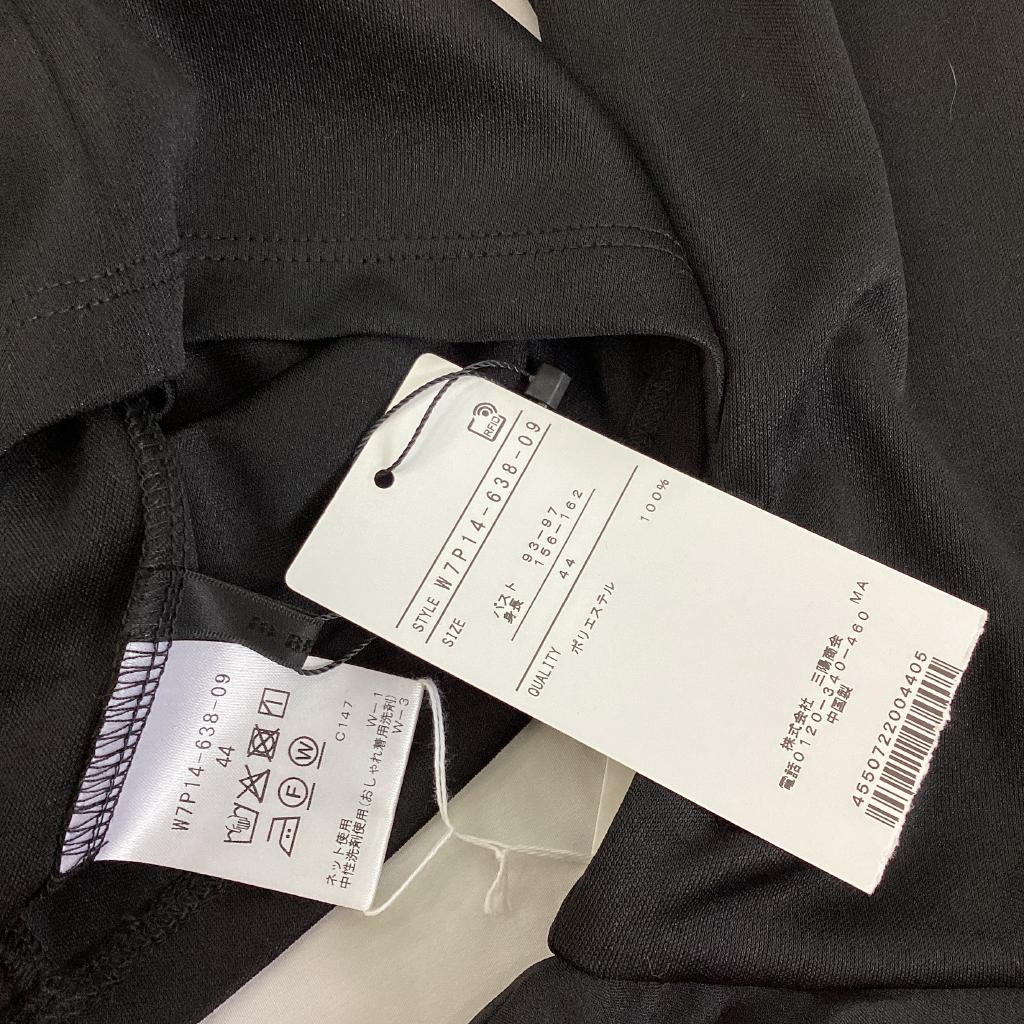 RFID
STYLE W7P14-638-09
SIZE
バスト 93-97
身長 156-162
44
QUALITY
ポリエステル 100%
株式会社 三陽商会
電話0120-340-460 MA
中国製
4550722004405
W7P14-638-09
44
F W
C147
W-1
ネット使用
中性洗剤使用(おしゃれ着用洗剤)
W-3